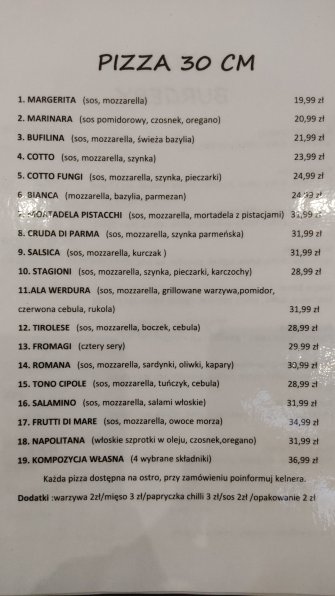 PIZZA 30 CM
1. MARGERITA (sos, mozzarella) 19,99 zł
2. MARINARA (sos pomidorowy, czosnek, oregano) 20,99 zł
3. BUFILINA (sos, mozzarella, świeża bazylia) 21,99 zł
4. COTTO (sos, mozzarella, szynka) 23,99 zł
5. COTTO FUNGI (sos, mozzarella, szynka, pieczarki) 24,99 zł
6 BIANCA (mozzarella, bazylia, parmezan) 24,99 zł
7. MORTADELA PISTACCHI (sos, mozzarella, mortadela z pistacjami) 31,99 zł
8. CRUDA DI PARMA (sos, mozzarella, szynka parmeńska) 31,99 zł
9. SALSICA (sos, mozzarella, kurczak ) 31,99 zł
10. STAGIONI (sos, mozzarella, szynka, pieczarki, karczochy) 28,99 zł
11.ALA WERDURA (sos, mozzarella, grillowane warzywa,pomidor,
czerwona cebula, rukola) 31,99 zł
12. TIROLESE (sos, mozzarella, boczek, cebula) 28,99 zł
13. FROMAGI (cztery sery) 29.99 zł
14. ROMANA (sos, mozzarella, sardynki, oliwki, kapary) 30,99 zł
15. TONO CIPOLE (sos, mozzarella, tuńczyk, cebula) 28,99 zł
16. SALAMINO (sos, mozzarella, salami włoskie) 31,99 zł
17. FRUTTI DI MARE (sos, mozzarella, owoce morza) 34,99 zł
18. NAPOLITANA (włoskie szprotki w oleju, czosnek,oregano) 31,99 zł
19. KOMPOZYCJA WŁASNA (4 wybrane składniki) 36,99 zł
Każda pizza dostępna na ostro, przy zamówieniu poinformuj kelnera.
Dodatki :warzywa 2zł/mięso 3 zł/papryczka chilli 3 zł/sos 2zł /opakowanie 2 zł